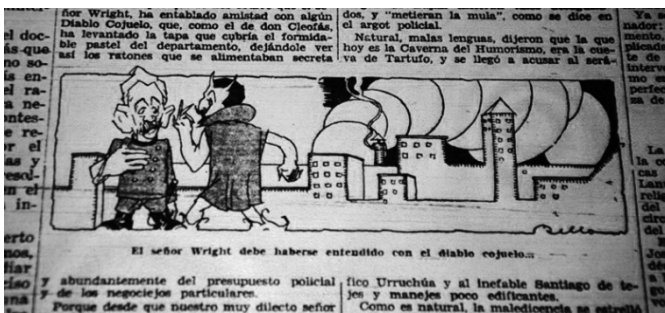 ñor Wright, ha entablado amistad con algún
Diablo Cojuelo, que, como el de don Cleofás,
ha levantado la tapa que cubría el formida-
ble pastel del departamento, dejándole ver
así los ratones que se alimentaban secreta
dos, y "metieran la mula", como se dice en
el argot policial.
Natural, malas lenguas, dijeron que la que
hoy es la Caverna del Humorismo, era la cue-
va de Tartufo, y se llegó a acusar al será-
El señor Wright debe haberse entendido con el diablo cojuelo...
y abundantemente del presupuesto policial
y de los negociejos particulares.
Porque desde que nuestro muy dilecto señor
fico Urruchúa y al inefable Santiago de te-
jes y manejes poco edificantes.
Como es natural, la maledicencia se estrelló